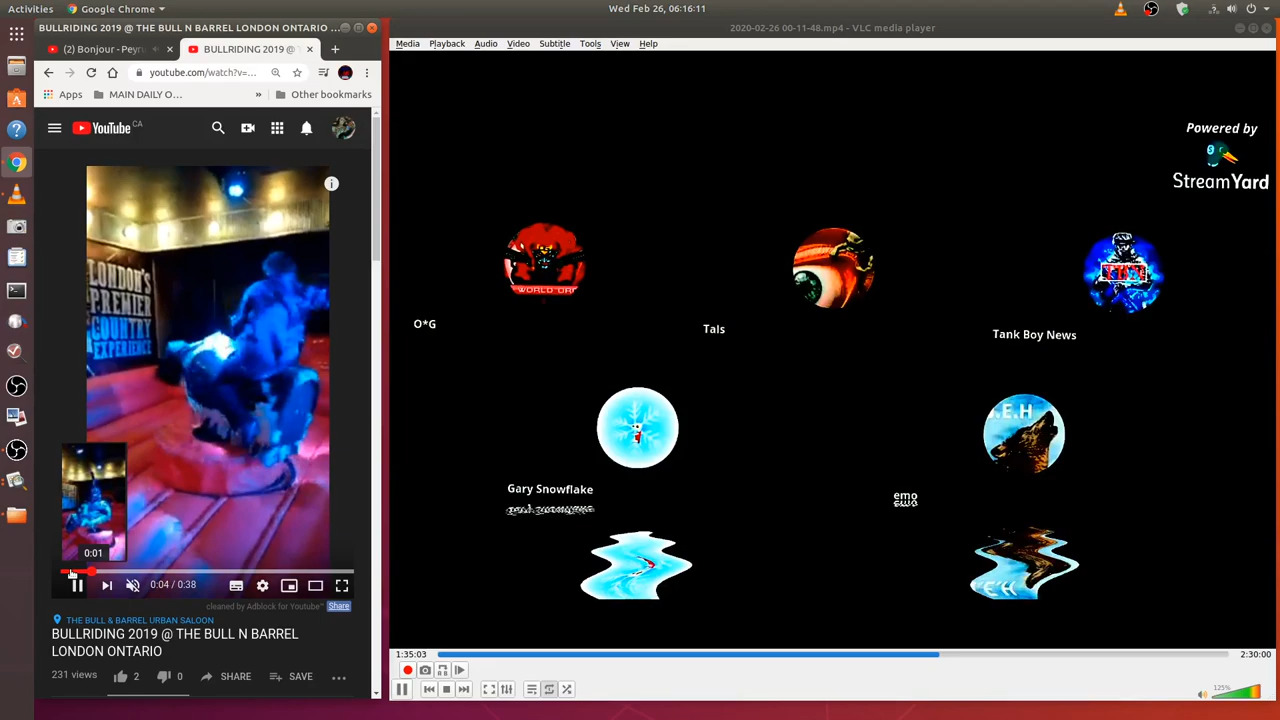 Activities
Google Chrome
Wed Feb 26, 06:16:11
BULLRIDING 2019 @ THE BULL N BARREL LONDON ONTARIO ...
2020-02-26 00-11-48.mp4 - VLC media player
(2) Bonjour - Peyru
BULLRIDING 2019 @ T
Media Playback Audio Video Subtitle Tools View Help
youtube.com/watch?v=...
Apps
MAIN DAILY O...
»
Other bookmarks
YouTube CA
Powered by
StreamYard
LONDON'S
PREMIER
COUNTRY
EXPERIENCE
WORLD OR
O*G
Tals
Tank Boy News
.E.H
Gary Snowflake
emo
0:01
0:04 / 0:38
cleaned by Adblock for Youtube™ Share
THE BULL & BARREL URBAN SALOON
BULLRIDING 2019 @ THE BULL N BARREL
LONDON ONTARIO
231 views
2
0
SHARE
SAVE
1:35:03
2:30:00
125%